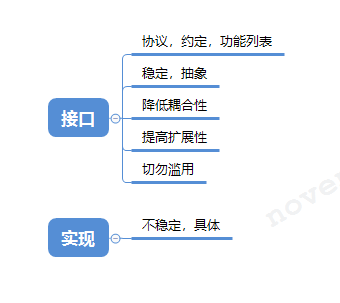 接口
协议，约定，功能列表
稳定，抽象
降低耦合性
提高扩展性
切勿滥用
实现
不稳定，具体